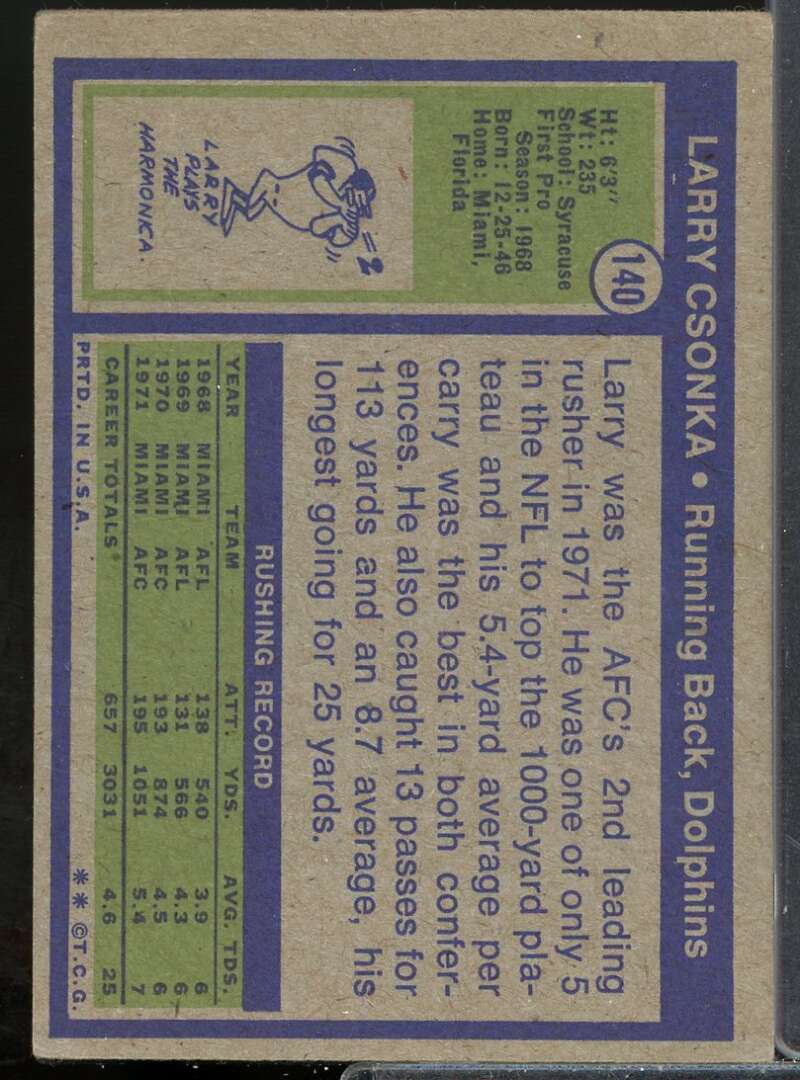 LARRY CSONKA • Running Back, Dolphins
140
Ht: 6'3"
Wt: 235
School: Syracuse
First Pro
Season: 1968
Born: 12-25-46
Home: Miami,
Florida
LARRY
PLAYS
THE
HARMONICA.
Larry was the AFC's 2nd leading
rusher in 1971. He was one of only 5
in the NFL to top the 1000-yard pla-
teau and his 5.4-yard average per
carry was the best in both confer-
ences. He also caught 13 passes for
113 yards and an 8.7 average, his
longest going for 25 yards.
RUSHING RECORD
YEAR TEAM ATT. YDS. AVG. TDS.
1968 MIAMI AFL 138 540 3.9 6
1969 MIAMI AFL 131 566 4.3 6
1970 MIAMI AFC 193 874 4.5 6
1971 MIAMI AFC 195 1051 5.4 7
CAREER TOTALS 657 3031 4.6 25
PRTD. IN U.S.A. ** ©T.C.G.